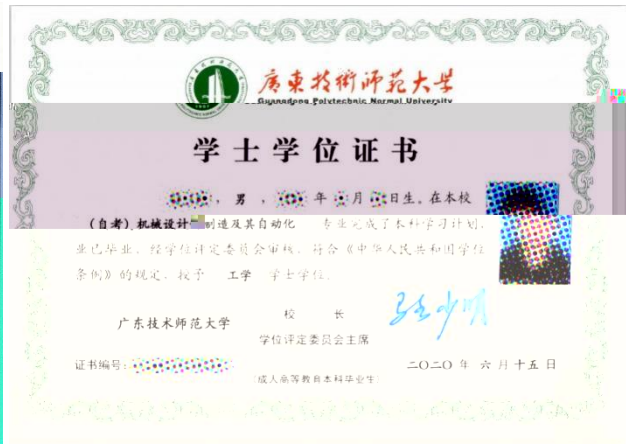 廣東技術師范大学
Guangdong Polytechnic Normal University
学士学位证书
,男,年 月 日生。在本校
(自考)机械设计制造及其自动化 专业完成了本科学习计划,
业已毕业。经学位评定委员会审核,符合《中华人民共和国学位
条例》的规定,授予 工学 学士学位。
广东技术师范大学
校 长
学位评定委员会主席
证书编号:
二〇二〇 年 六 月 十五 日
(成人高等教育本科毕业生)